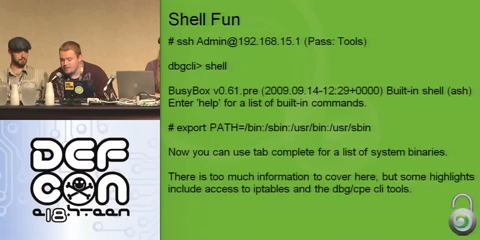 Shell Fun
# ssh Admin@192.168.15.1 (Pass: Tools)
dbgcli> shell
BusyBox v0.61.pre (2009.09.14-12:29+0000) Built-in shell (ash)
Enter 'help' for a list of built-in commands.
# export PATH=/bin:/sbin:/usr/bin:/usr/sbin
Now you can use tab complete for a list of system binaries.
There is too much information to cover here, but some highlights
include access to iptables and the dbg/cpe cli tools.
DEF
CON
e18hteen